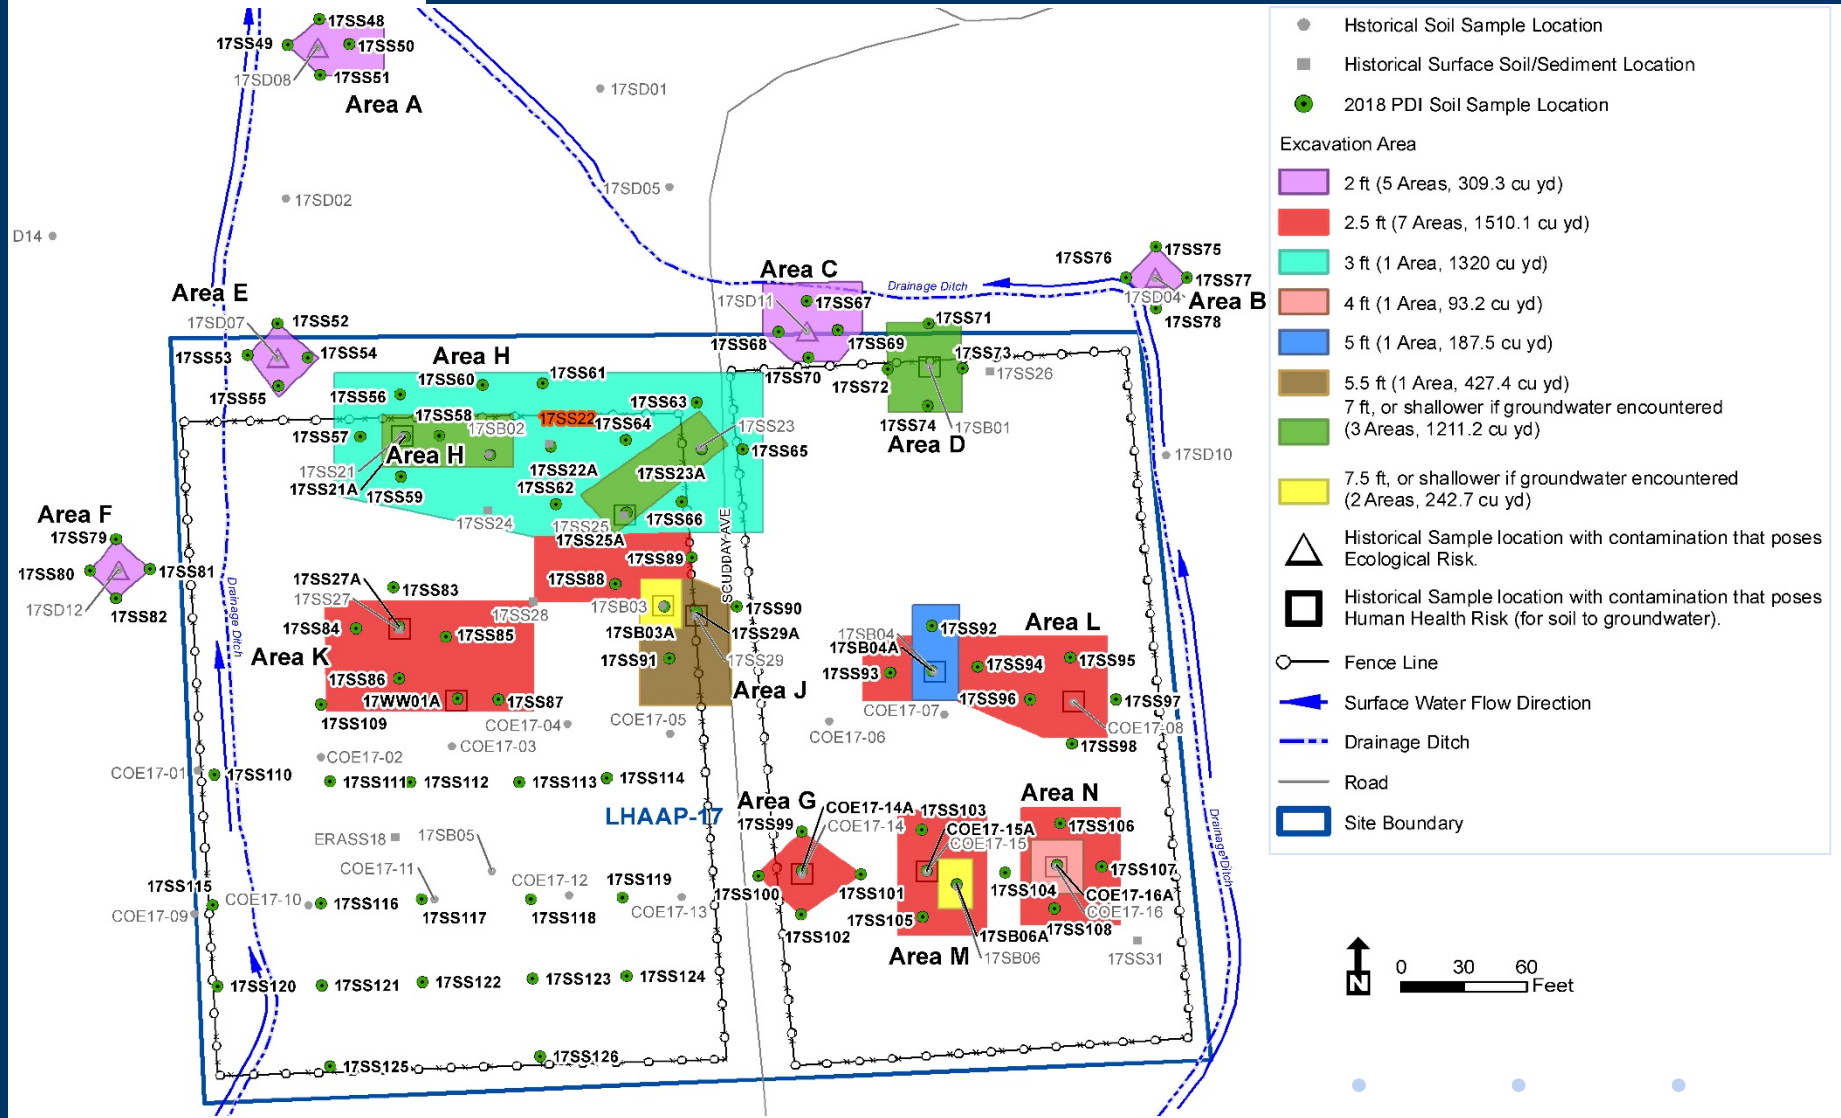 17SS48
17SS49
17SS50
17SD08
17SS51
Area A
17SD01
17SD02
17SD05
D14
Area E
17SD07
17SS52
17SS53
17SS54
17SS55
Area C
17SD11
17SS67
17SS68
17SS69
17SS70
Drainage Ditch
17SS76
17SS75
17SS77
17SD04
Area B
17SS78
17SS71
17SS73
17SS72
17SS26
17SS74
17SB01
Area D
17SD10
Area H
17SS60
17SS61
17SS56
17SS63
17SS58
17SB02
17SS22
17SS64
17SS23
17SS57
Area H
17SS65
17SS21
17SS22A
17SS23A
17SS21A
17SS59
17SS62
17SS24
17SS25
17SS66
17SS25A
SCUDDAY-AVE
Area F
17SS79
17SS80
17SS81
17SD12
17SS82
Drainage Ditch
17SS27A
17SS27
17SS83
17SS89
17SS88
17SS28
17SB03
17SS90
17SS84
17SS85
17SB03A
17SS29A
Area K
17SS91
17SS29
17SS86
17WW01A
17SS87
Area J
17SS109
COE17-04
COE17-05
COE17-03
COE17-02
17SS92
Area L
17SB04
17SB04A
17SS93
17SS94
17SS95
17SS96
17SS97
COE17-07
COE17-08
COE17-06
17SS98
COE17-01
17SS110
17SS111
17SS112
17SS113
17SS114
LHAAP-17
Area G
COE17-14A
17SS103
Area N
17SS99
COE17-14
COE17-15A
COE17-15
17SS106
Drainage Ditch
ERASS18
17SB05
COE17-11
COE17-12
17SS119
17SS100
17SS101
17SS104
17SS107
17SS115
COE17-10
17SS116
17SS117
17SS118
COE17-13
COE17-09
17SS105
COE17-16A
COE17-16
17SS102
17SB06A
17SS108
Area M
17SB06
17SS31
17SS120
17SS121
17SS122
17SS123
17SS124
17SS125
17SS126
Hstorical Soil Sample Location
Historical Surface Soil/Sediment Location
2018 PDI Soil Sample Location
Excavation Area
2 ft (5 Areas, 309.3 cu yd)
2.5 ft (7 Areas, 1510.1 cu yd)
3 ft (1 Area, 1320 cu yd)
4 ft (1 Area, 93.2 cu yd)
5 ft (1 Area, 187.5 cu yd)
5.5 ft (1 Area, 427.4 cu yd)
7 ft, or shallower if groundwater encountered
(3 Areas, 1211.2 cu yd)
7.5 ft, or shallower if groundwater encountered
(2 Areas, 242.7 cu yd)
Historical Sample location with contamination that poses
Ecological Risk.
Historical Sample location with contamination that poses
Human Health Risk (for soil to groundwater).
Fence Line
Surface Water Flow Direction
Drainage Ditch
Road
Site Boundary
N
0 30 60
Feet